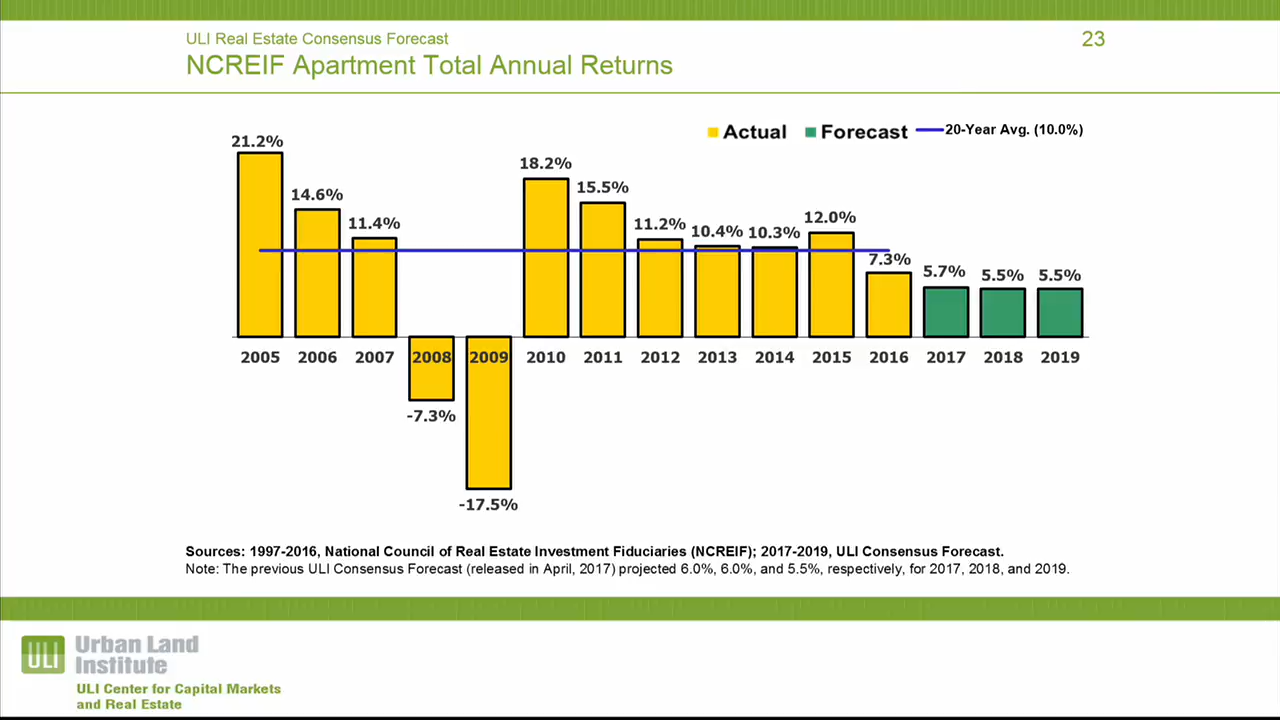 ULI Real Estate Consensus Forecast
23
NCREIF Apartment Total Annual Returns
Actual
Forecast
20-Year Avg. (10.0%)
21.2%
14.6%
11.4%
-7.3%
-17.5%
18.2%
15.5%
11.2%
10.4%
10.3%
12.0%
7.3%
5.7%
5.5%
5.5%
2005 2006 2007 2008 2009 2010 2011 2012 2013 2014 2015 2016 2017 2018 2019
Sources: 1997-2016, National Council of Real Estate Investment Fiduciaries (NCREIF); 2017-2019, ULI Consensus Forecast.
Note: The previous ULI Consensus Forecast (released in April, 2017) projected 6.0%, 6.0%, and 5.5%, respectively, for 2017, 2018, and 2019.
ULI
Urban Land
Institute
ULI Center for Capital Markets
and Real Estate